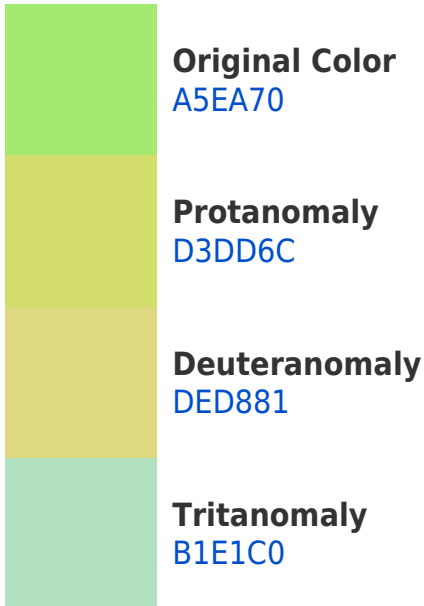 Original Color
A5EA70
Protanomaly
D3DD6C
Deuteranomaly
DED881
Tritanomaly
B1E1C0